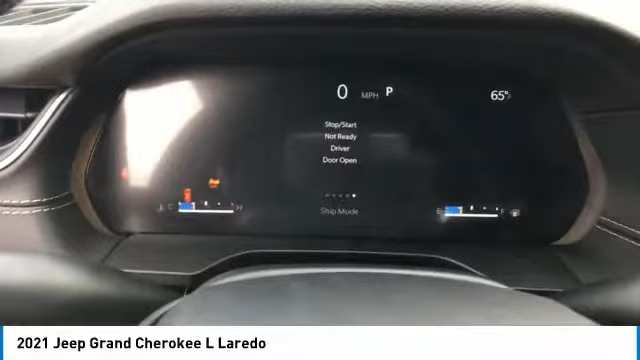 0 MPH P 65°F
Stop/Start
Not Ready
Driver
Door Open
Ship Mode
C H E F
2021 Jeep Grand Cherokee L Laredo